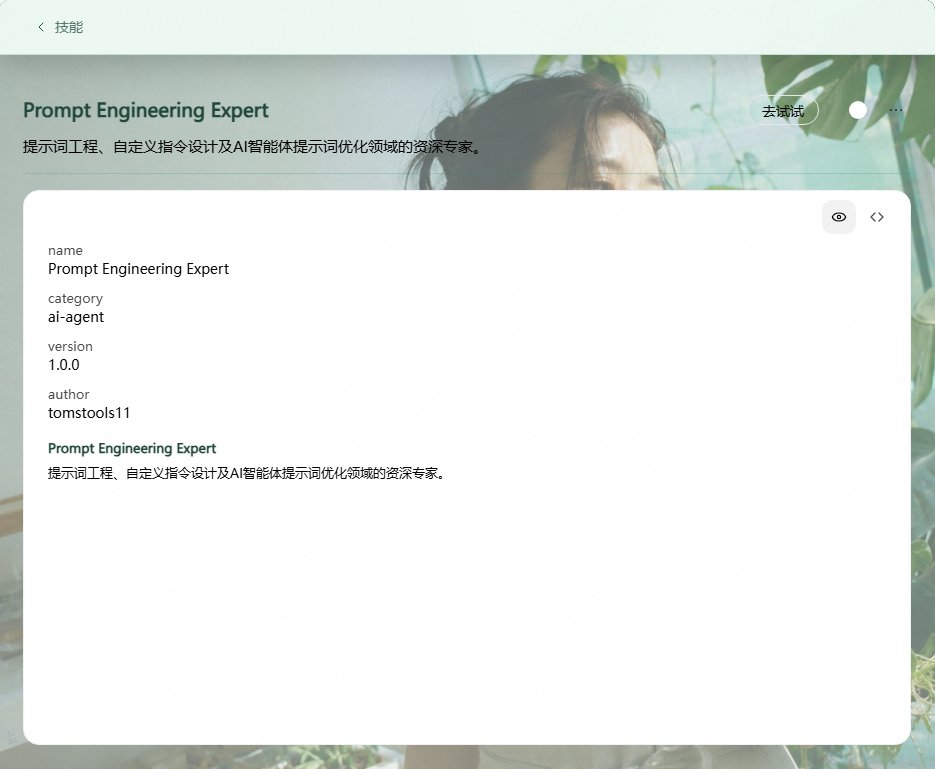 技能
Prompt Engineering Expert
去试试
提示词工程、自定义指令设计及AI智能体提示词优化领域的资深专家。
name
Prompt Engineering Expert
category
ai-agent
version
1.0.0
author
tomstools11
Prompt Engineering Expert
提示词工程、自定义指令设计及AI智能体提示词优化领域的资深专家。